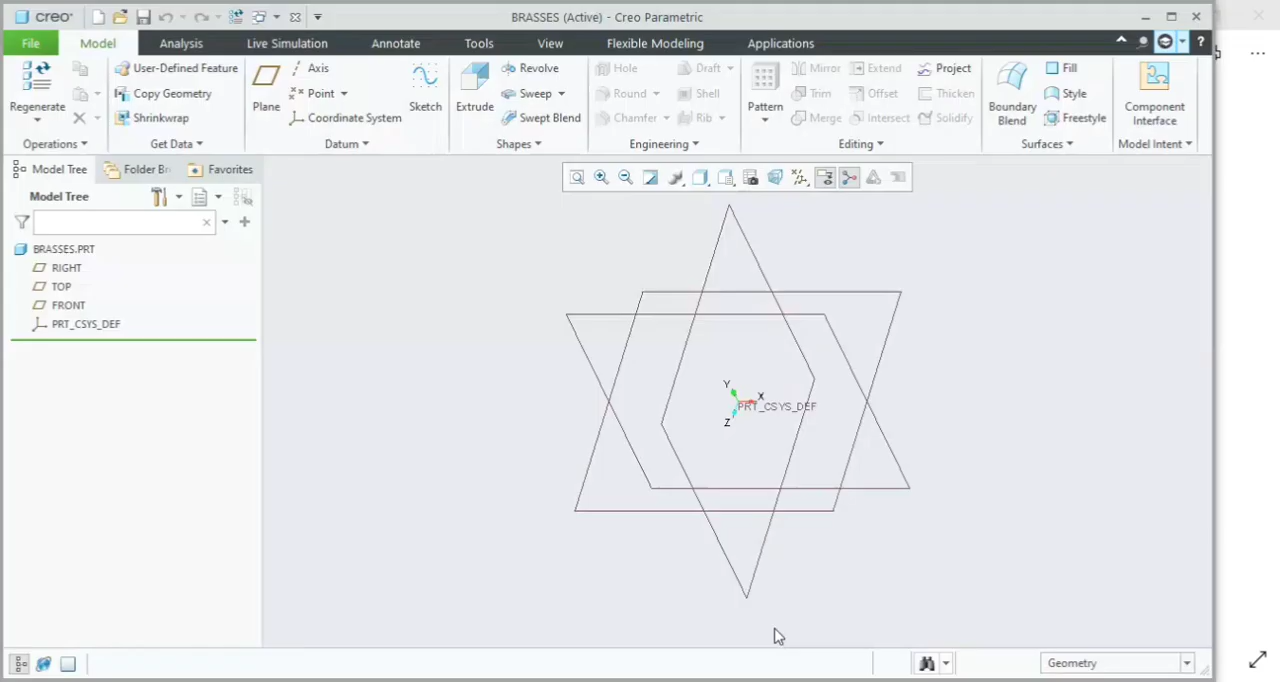 creo BRASSES (Active) - Creo Parametric
File Model Analysis Live Simulation Annotate Tools View Flexible Modeling Applications
User-Defined Feature Axis Revolve Hole Draft Mirror Extend Project Fill
Copy Geometry Point Sweep Round Shell Trim Offset Thicken Style
Regenerate Plane Sketch Extrude Pattern Boundary Blend Component Interface
Shrinkwrap Coordinate System Swept Blend Chamfer Rib Merge Intersect Solidify Freestyle
Operations Get Data Datum Shapes Engineering Editing Surfaces Model Intent
Model Tree Folder Br Favorites
Model Tree
BRASSES.PRT
RIGHT
TOP
FRONT
PRT_CSYS_DEF
Y
X
PRT_CSYS_DEF
Z
Geometry